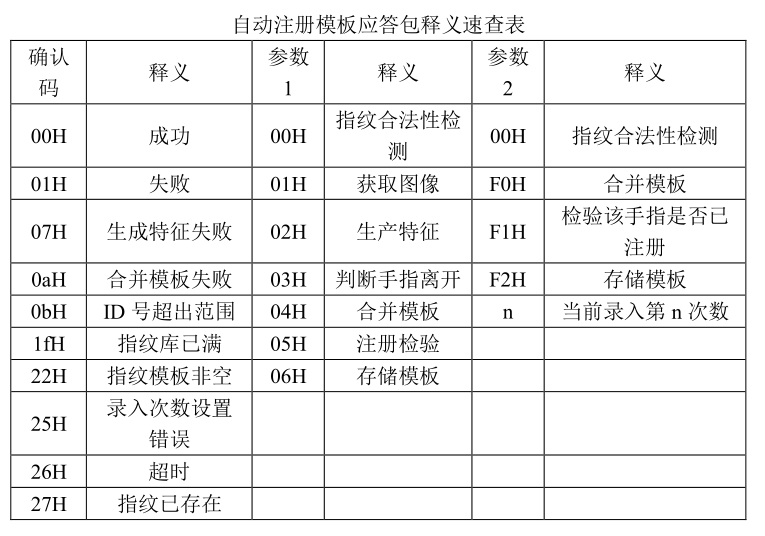 自动注册模板应答包释义速查表
确认码 释义 参数1 释义 参数2 释义
00H 成功 00H 指纹合法性检测 00H 指纹合法性检测
01H 失败 01H 获取图像 F0H 合并模板
07H 生成特征失败 02H 生产特征 F1H 检验该手指是否已注册
0aH 合并模板失败 03H 判断手指离开 F2H 存储模板
0bH ID 号超出范围 04H 合并模板 n 当前录入第 n 次数
1fH 指纹库已满 05H 注册检验
22H 指纹模板非空 06H 存储模板
25H 录入次数设置错误
26H 超时
27H 指纹已存在